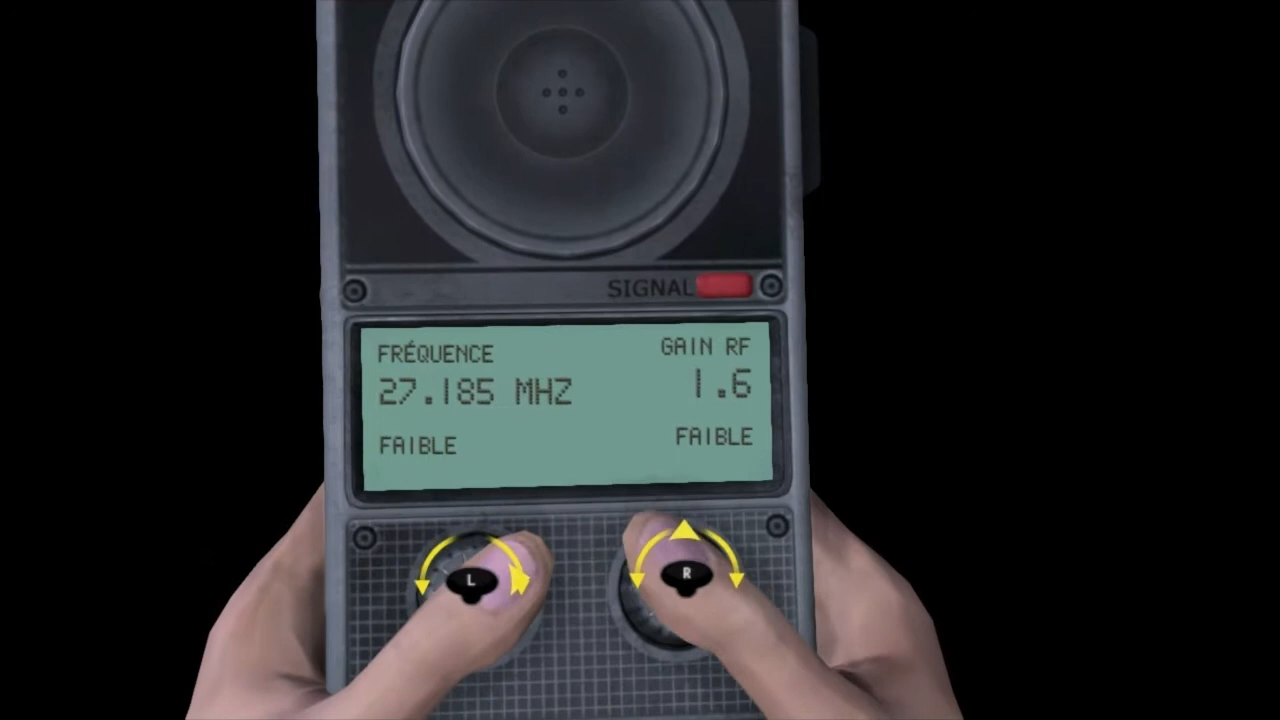 SIGNAL
FRÉQUENCE
27.185 MHZ
FAIBLE
GAIN RF
1.6
FAIBLE
L
R